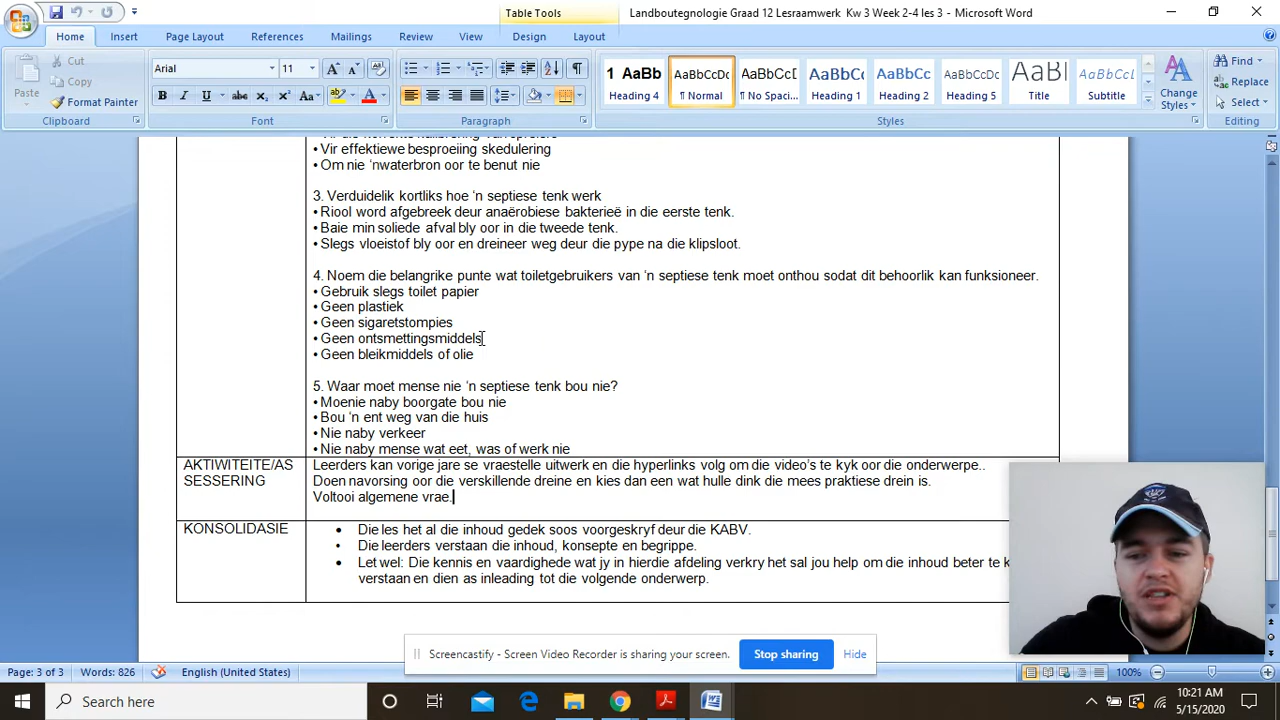 Table Tools
Landboutegnologie Graad 12 Lesraamwerk Kw 3 Week 2-4 les 3 - Microsoft Word
Home Insert Page Layout References Mailings Review View Design Layout
Cut
Copy
Format Painter
Paste
Clipboard
Arial 11
Font
Paragraph
1 AaBb AaBbCcDc AaBbCcDc AaBbCc AaBbCc AaBbCcDc AaBb AaBbCc
Heading 4 ¶ Normal ¶ No Spaci... Heading 1 Heading 2 Heading 5 Title Subtitle
Styles
Change Styles
Find
Replace
Select
Editing
• Vir effektiewe besproeiing skedulering
• Om nie ‘nwaterbron oor te benut nie
3. Verduidelik kortliks hoe ‘n septiese tenk werk
• Riool word afgebreek deur anaërobiese bakterieë in die eerste tenk.
• Baie min soliede afval bly oor in die tweede tenk.
• Slegs vloeistof bly oor en dreineer weg deur die pype na die klipsloot.
4. Noem die belangrike punte wat toiletgebruikers van ‘n septiese tenk moet onthou sodat dit behoorlik kan funksioneer.
• Gebruik slegs toilet papier
• Geen plastiek
• Geen sigaretstompies
• Geen ontsmettingsmiddels
• Geen bleikmiddels of olie
5. Waar moet mense nie ‘n septiese tenk bou nie?
• Moenie naby boorgate bou nie
• Bou ‘n ent weg van die huis
• Nie naby verkeer
• Nie naby mense wat eet, was of werk nie
AKTIWITEITE/AS
SESSERING
Leerders kan vorige jare se vraestelle uitwerk en die hyperlinks volg om die video’s te kyk oor die onderwerpe..
Doen navorsing oor die verskillende dreine en kies dan een wat hulle dink die mees praktiese drein is.
Voltooi algemene vrae.
KONSOLIDASIE
• Die les het al die inhoud gedek soos voorgeskryf deur die KABV.
• Die leerders verstaan die inhoud, konsepte en begrippe.
• Let wel: Die kennis en vaardighede wat jy in hierdie afdeling verkry het sal jou help om die inhoud beter te
verstaan en dien as inleading tot die volgende onderwerp.
Screencastify - Screen Video Recorder is sharing your screen. Stop sharing Hide
Page: 3 of 3 Words: 826 English (United States) 100%
Search here
10:21 AM
5/15/2020